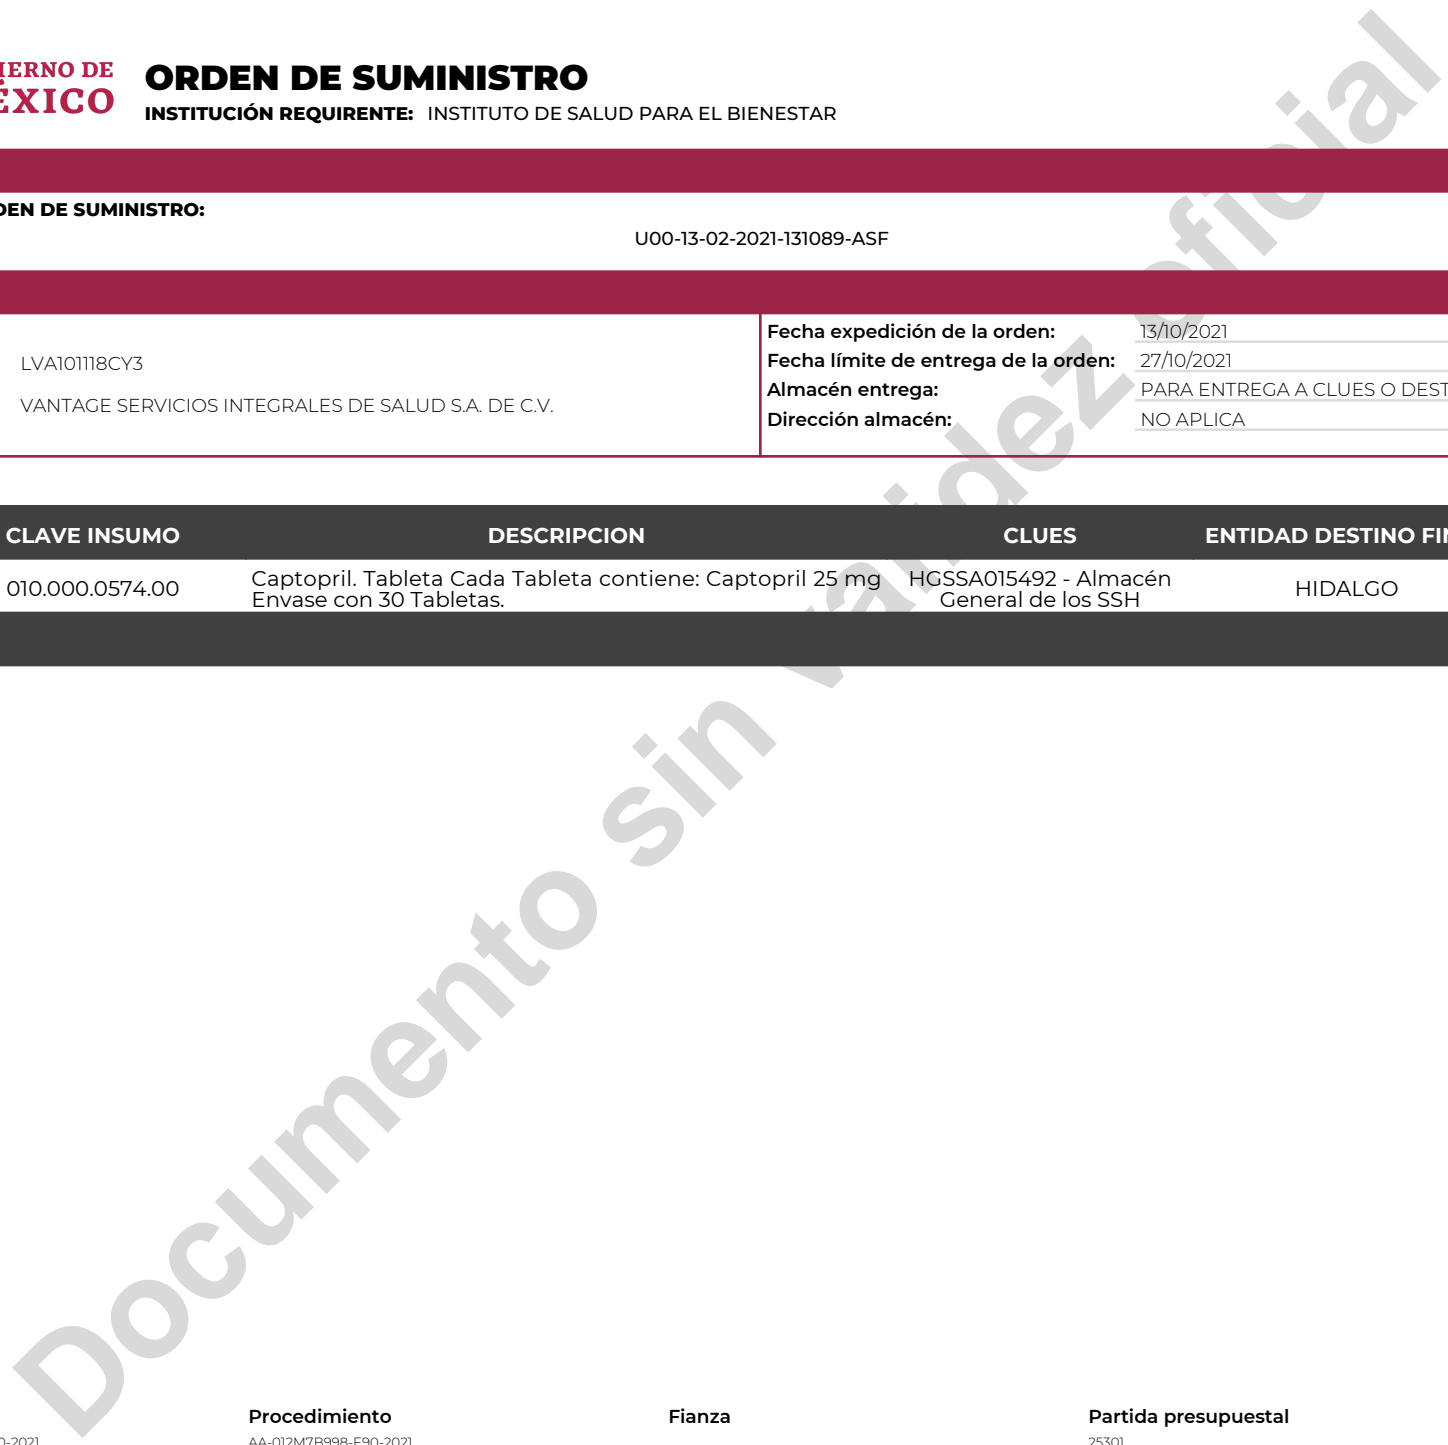 IERNO DE
ÉXICO
ORDEN DE SUMINISTRO
INSTITUCIÓN REQUIRENTE: INSTITUTO DE SALUD PARA EL BIENESTAR
DEN DE SUMINISTRO:
U00-13-02-2021-131089-ASF
LVA101118CY3
VANTAGE SERVICIOS INTEGRALES DE SALUD S.A. DE C.V.
Fecha expedición de la orden: 13/10/2021
Fecha límite de entrega de la orden: 27/10/2021
Almacén entrega: PARA ENTREGA A CLUES O DEST
Dirección almacén: NO APLICA
CLAVE INSUMO DESCRIPCION CLUES ENTIDAD DESTINO FIN
010.000.0574.00
Captopril. Tableta Cada Tableta contiene: Captopril 25 mg
Envase con 30 Tabletas.
HGSSA015492 - Almacén
General de los SSH
HIDALGO
Documento sin validez oficial
Procedimiento Fianza Partida presupuestal
0-2021 AA-012M7B998-E90-2021 25301